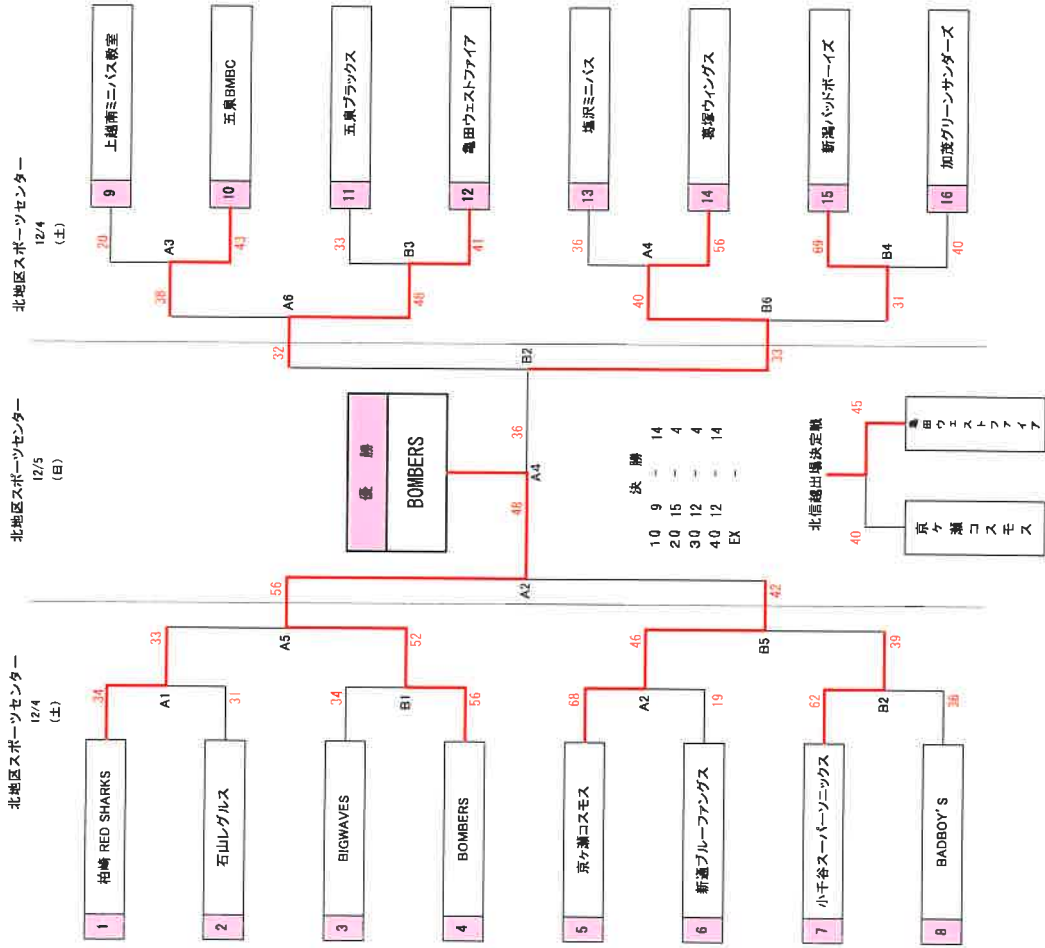 北地区スポーツセンター
12/4
(土)
北地区スポーツセンター
12/5
(日)
北地区スポーツセンター
12/4
(土)
1 柏崎 RED SHARKS
2 石山レグルス
3 BIGWAVES
4 BOMBERS
5 京ヶ瀬コスモス
6 新通ブルーファングス
7 小千谷スーパーソニックス
8 BADBOY'S
34
A1
31
34
B1
56
68
A2
19
62
B2
36
33
A5
52
46
B5
39
56
A2
42
優勝
BOMBERS
48
A4
36
決勝
1Q 9 - 14
2Q 15 - 4
3Q 12 - 4
4Q 12 - 14
EX -
北信越出場決定戦
40
45
京ヶ瀬コスモス
亀田ウェストファイア
32
B2
33
38
A6
48
40
B6
31
20
A3
43
33
B3
41
36
A4
56
69
B4
40
9 上越南ミニバス教室
10 五泉BMBC
11 五泉ブラックス
12 亀田ウェストファイア
13 塩沢ミニバス
14 葛塚ウィングス
15 新潟バッドボーイズ
16 加茂グリーンサンダーズ